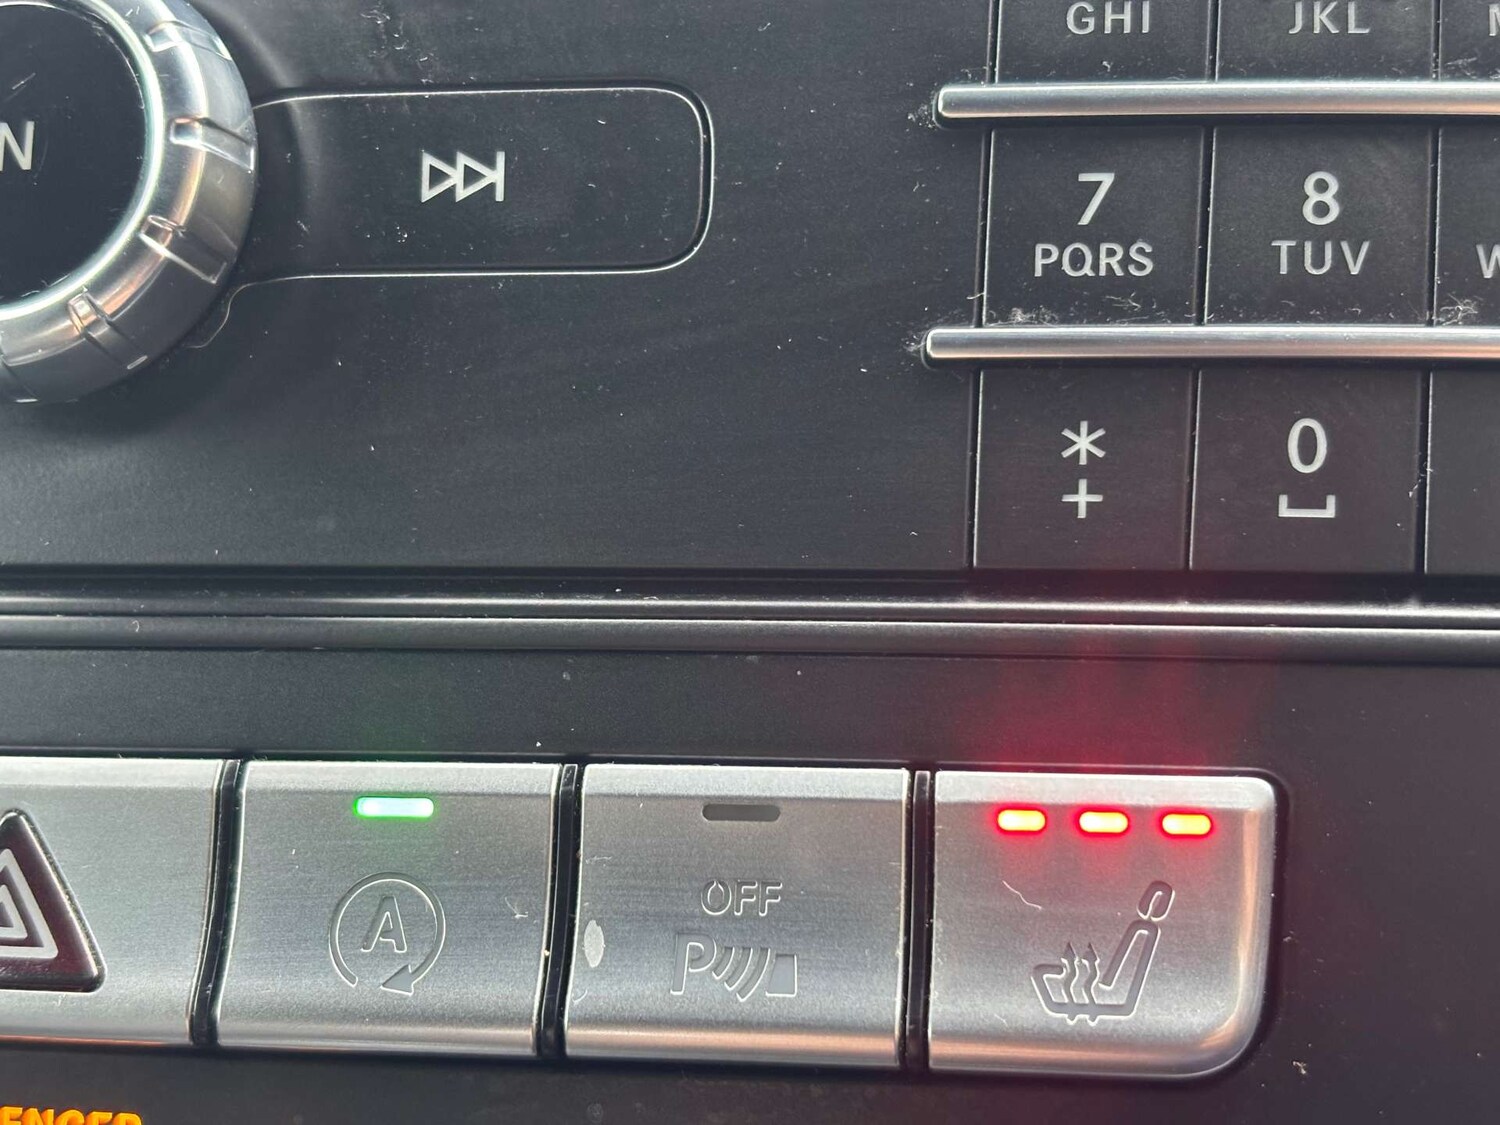 GHI JKL
N
7 8
PQRS TUV
* 0
+
A OFF
P